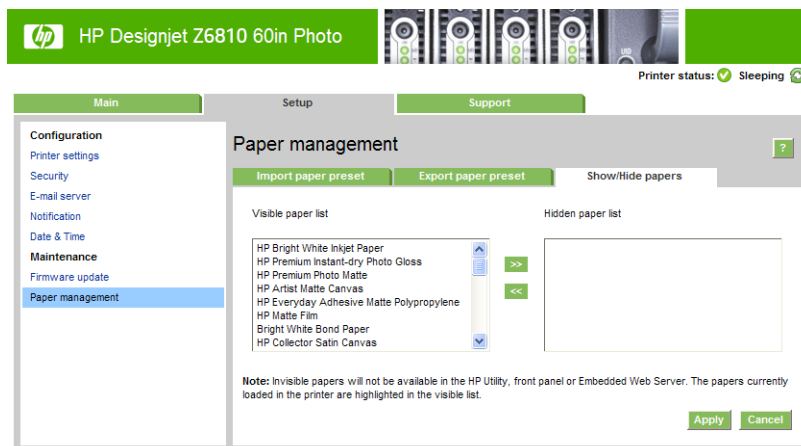 hp
HP Designjet Z6810 60in Photo
UID
Printer status: Sleeping
Main
Setup
Support
Configuration
Printer settings
Security
E-mail server
Notification
Date & Time
Maintenance
Firmware update
Paper management
Paper management
?
Import paper preset
Export paper preset
Show/Hide papers
Visible paper list
Hidden paper list
HP Bright White Inkjet Paper
HP Premium Instant-dry Photo Gloss
HP Premium Photo Matte
HP Artist Matte Canvas
HP Everyday Adhesive Matte Polypropylene
HP Matte Film
Bright White Bond Paper
HP Collector Satin Canvas
>>
<<
Note: Invisible papers will not be available in the HP Utility, front panel or Embedded Web Server. The papers currently
loaded in the printer are highlighted in the visible list.
Apply
Cancel